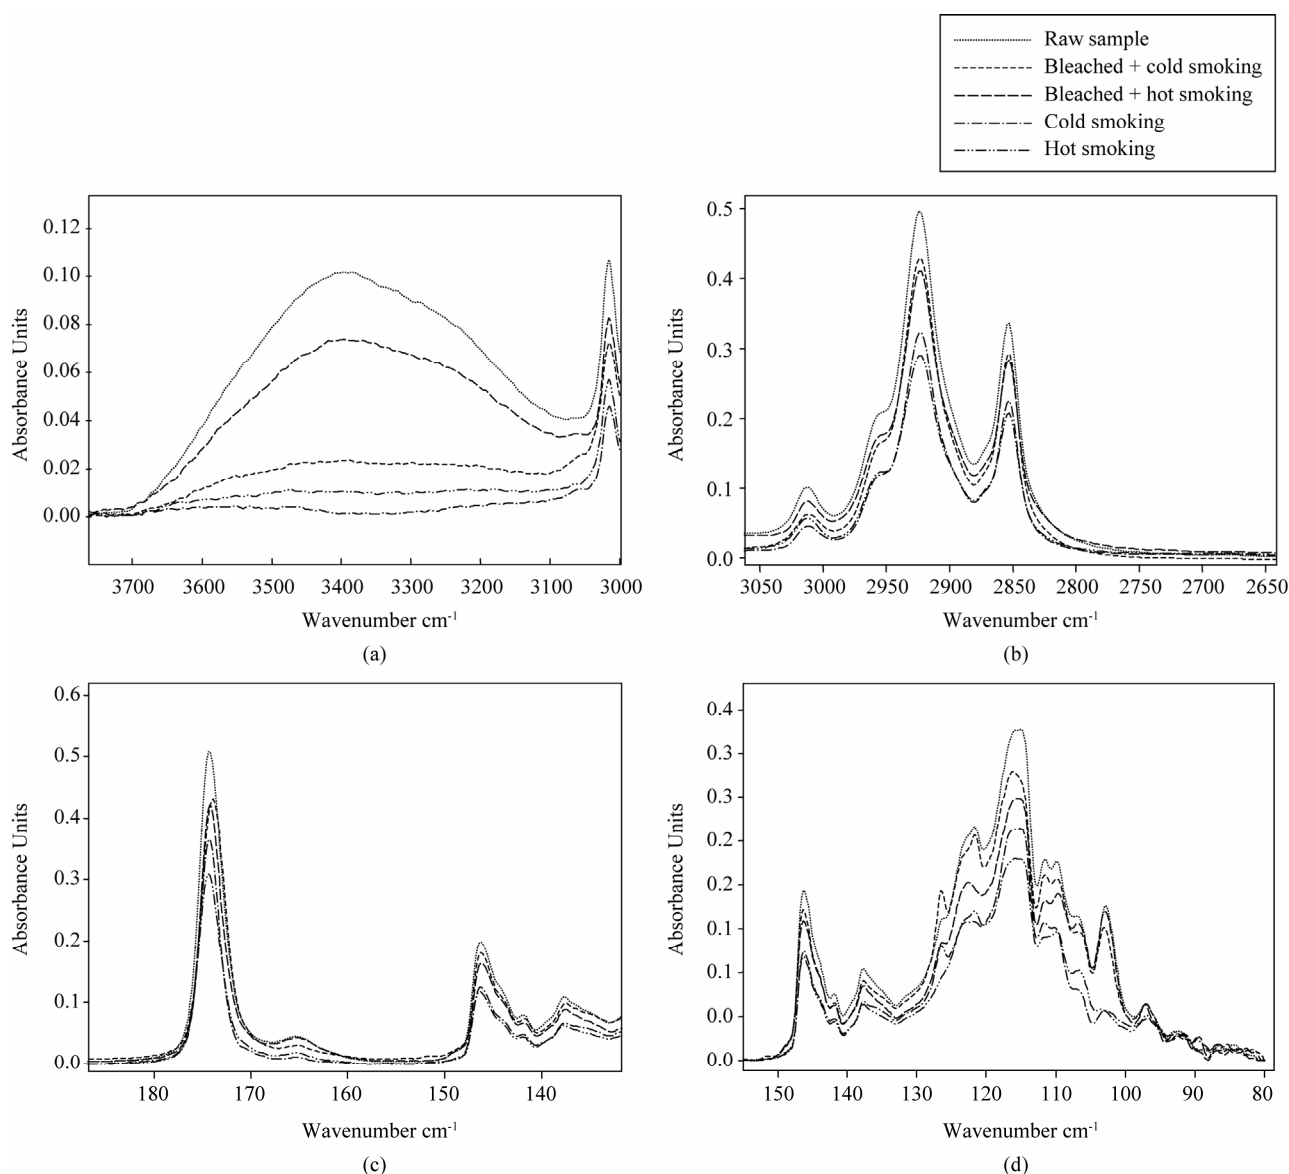 Raw sample
Bleached + cold smoking
Bleached + hot smoking
Cold smoking
Hot smoking
0.12
0.10
0.08
0.06
0.04
0.02
0.00
Absorbance Units
3700 3600 3500 3400 3300 3200 3100 3000
Wavenumber cm-1
(a)
0.5
0.4
0.3
0.2
0.1
0.0
Absorbance Units
3050 3000 2950 2900 2850 2800 2750 2700 2650
Wavenumber cm-1
(b)
0.6
0.5
0.4
0.3
0.2
0.1
0.0
Absorbance Units
180 170 160 150 140
Wavenumber cm-1
(c)
0.4
0.3
0.3
0.2
0.2
0.1
0.1
0.0
0.0
Absorbance Units
150 140 130 120 110 100 90 80
Wavenumber cm-1
(d)